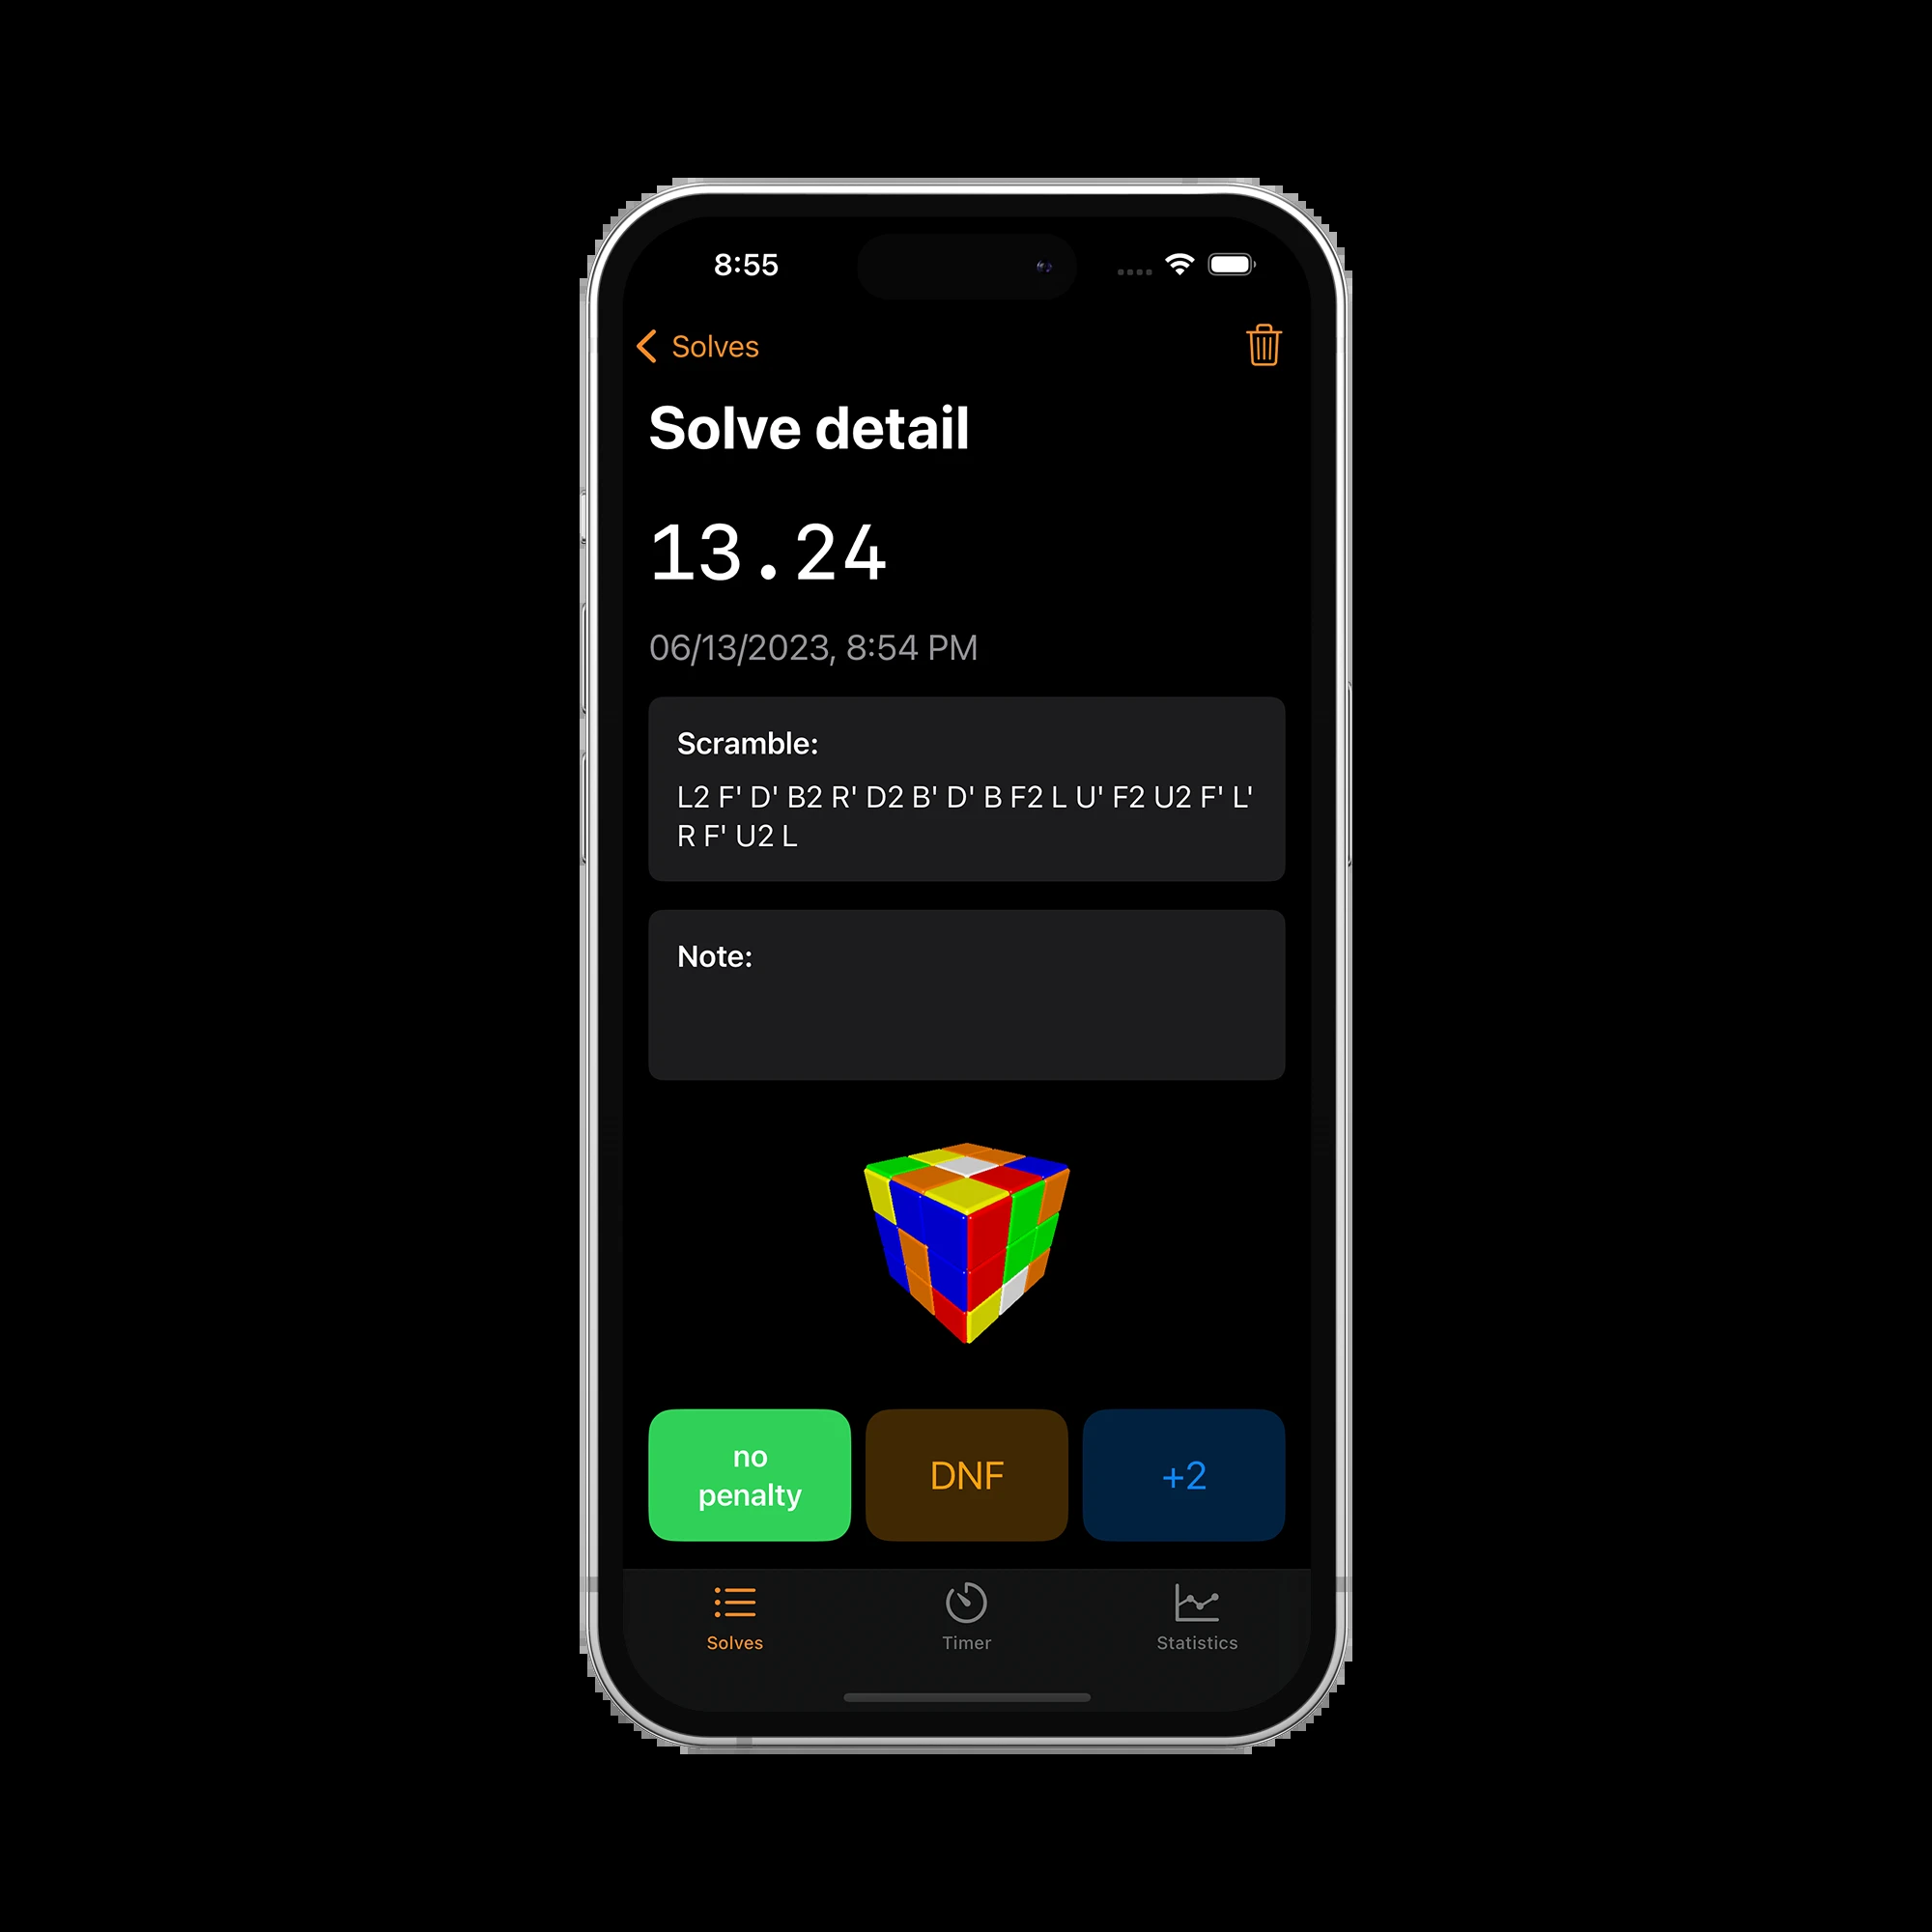 8:55
Solves
Solve detail
13.24
06/13/2023, 8:54 PM
Scramble:
L2 F' D' B2 R' D2 B' D' B F2 L U' F2 U2 F' L'
R F' U2 L
Note:
no
penalty
DNF
+2
Solves
Timer
Statistics